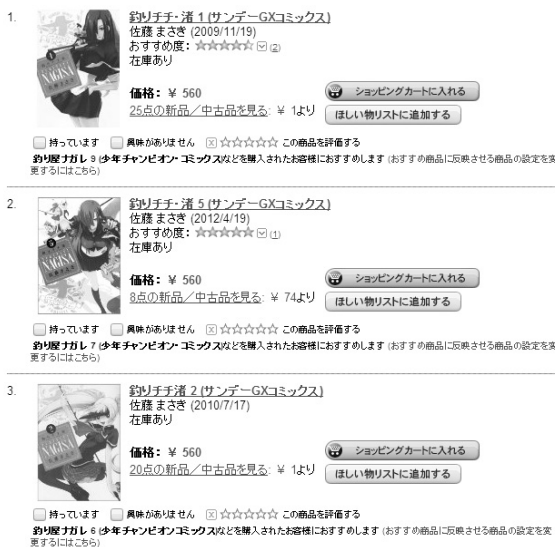 1.
釣りチチ・渚 1 (サンデーGXコミックス)
佐藤 まさき (2009/11/19)
おすすめ度: (2)
在庫あり
価格: ¥ 560
ショッピングカートに入れる
25点の新品/中古品を見る: ¥ 1より
ほしい物リストに追加する
持っています 興味がありません × ☆☆☆☆☆ この商品を評価する
釣り屋ナガレ 9 (少年チャンピオン・コミックス)などを購入されたお客様におすすめします (おすすめ商品に反映させる商品の設定を変
更するにはこちら)
2.
釣りチチ・渚 5 (サンデーGXコミックス)
佐藤 まさき (2012/4/19)
おすすめ度: (1)
在庫あり
価格: ¥ 560
ショッピングカートに入れる
8点の新品/中古品を見る: ¥ 74より
ほしい物リストに追加する
持っています 興味がありません × ☆☆☆☆☆ この商品を評価する
釣り屋ナガレ 7 (少年チャンピオン・コミックス)などを購入されたお客様におすすめします (おすすめ商品に反映させる商品の設定を変
更するにはこちら)
3.
釣りチチ渚 2 (サンデーGXコミックス)
佐藤 まさき (2010/7/17)
在庫あり
価格: ¥ 560
ショッピングカートに入れる
20点の新品/中古品を見る: ¥ 1より
ほしい物リストに追加する
持っています 興味がありません × ☆☆☆☆☆ この商品を評価する
釣り屋ナガレ 6 (少年チャンピオンコミックス)などを購入されたお客様におすすめします (おすすめ商品に反映させる商品の設定を変
更するにはこちら)
NAGISA
NAGISA